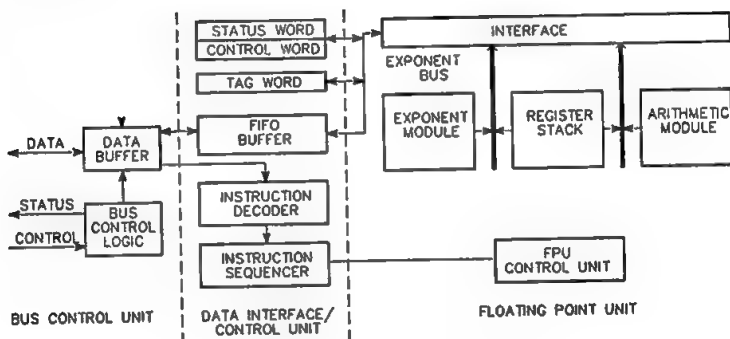 STATUS WORD
CONTROL WORD
TAG WORD
FIFO
BUFFER
INSTRUCTION
DECODER
INSTRUCTION
SEQUENCER
DATA
DATA
BUFFER
STATUS
CONTROL
BUS
CONTROL
LOGIC
INTERFACE
EXPONENT
BUS
EXPONENT
MODULE
REGISTER
STACK
ARITHMETIC
MODULE
FPU
CONTROL UNIT
BUS CONTROL UNIT
DATA INTERFACE/
CONTROL UNIT
FLOATING POINT UNIT